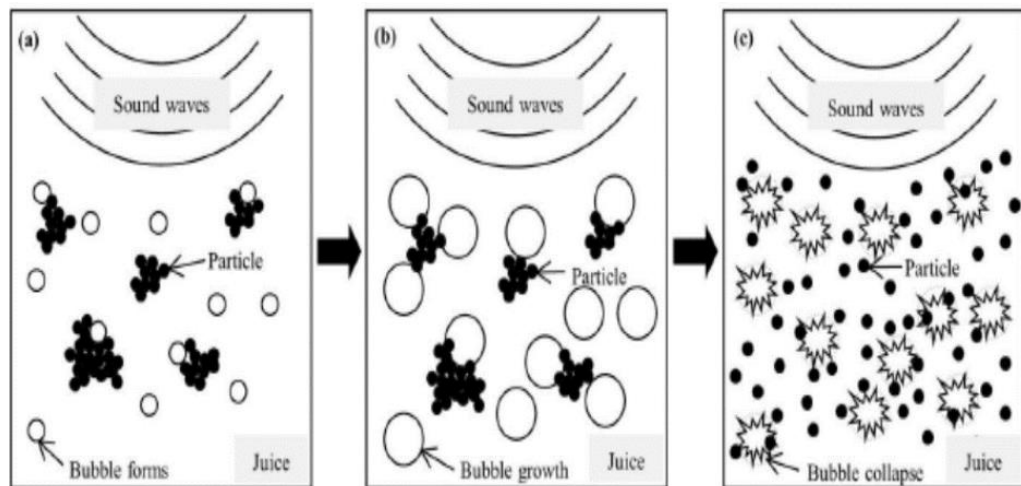 (a)
Sound waves
Particle
Bubble forms
Juice
(b)
Sound waves
Particle
Bubble growth
Juice
(c)
Sound waves
Particle
Bubble collapse
Juice